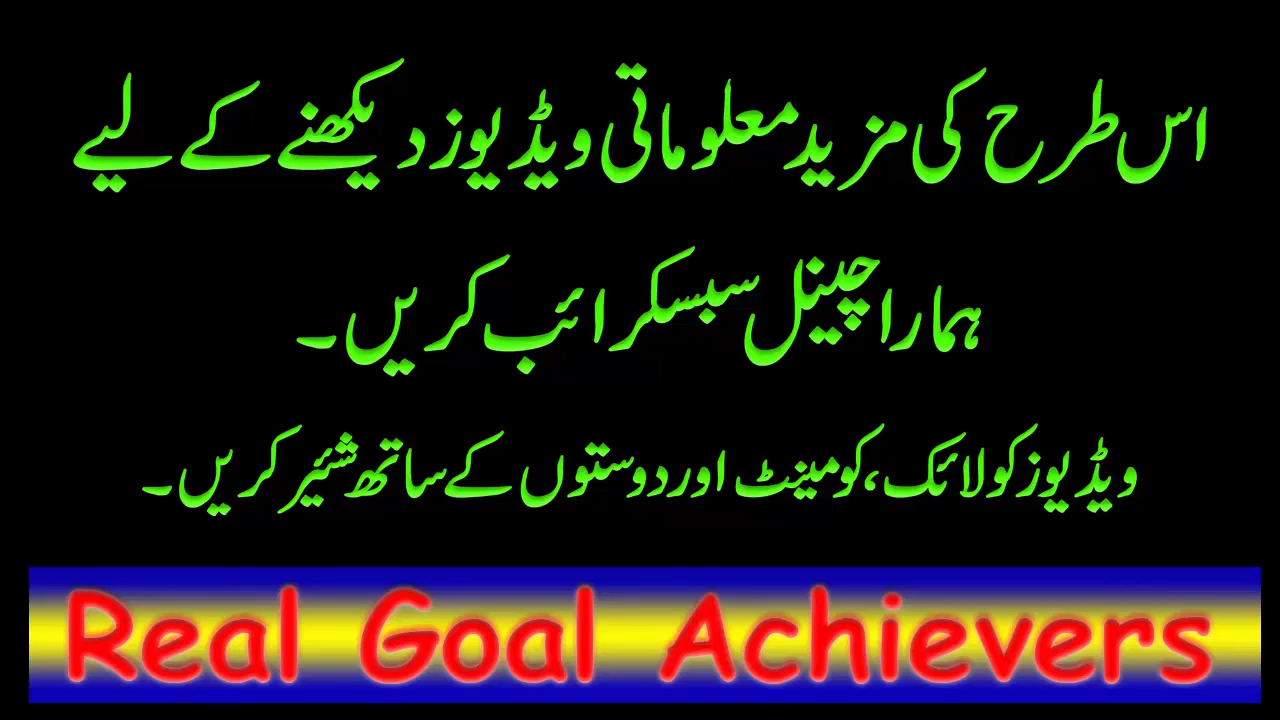 اس طرح کی مزید معلوماتی ویڈیوز دیکھنے کے لیے
ہمارا چینل سبسکرائب کریں۔
ویڈیوز کو لائک، کومینٹ اور دوستوں کے ساتھ شئیر کریں۔
Real Goal Achievers